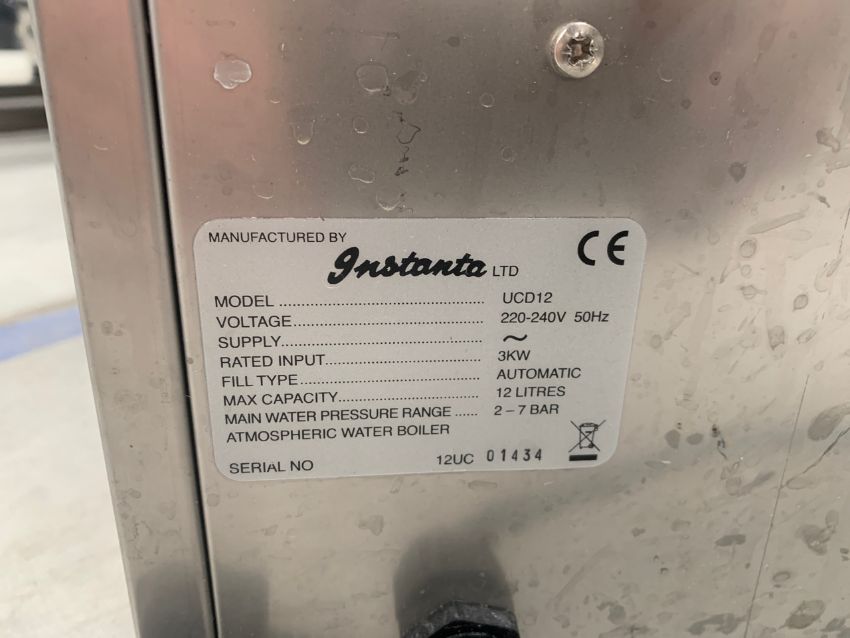 MANUFACTURED BY
Instanta LTD
CE
MODEL ........................................ UCD12
VOLTAGE..................................... 220-240V 50Hz
SUPPLY....................................... ~
RATED INPUT.............................. 3KW
FILL TYPE................................... AUTOMATIC
MAX CAPACITY........................... 12 LITRES
MAIN WATER PRESSURE RANGE ..... 2 – 7 BAR
ATMOSPHERIC WATER BOILER
SERIAL NO 12UC 01434